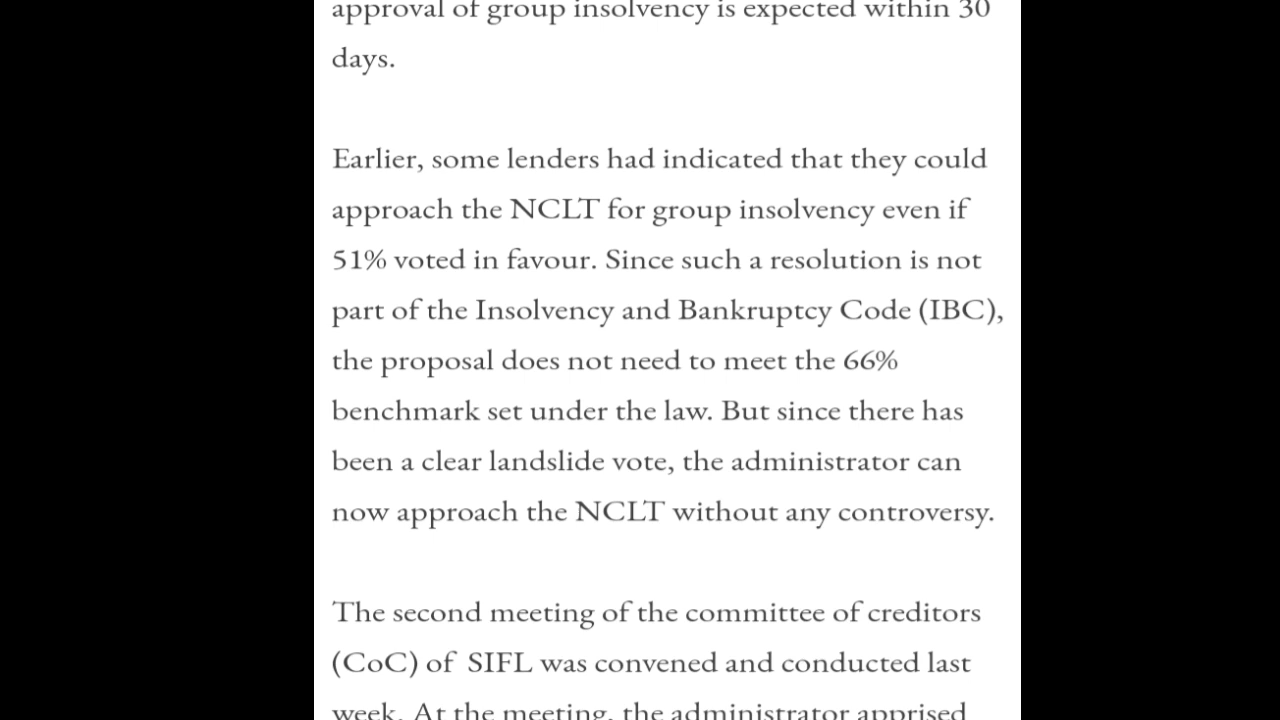 approval of group insolvency is expected within 30
days.
Earlier, some lenders had indicated that they could
approach the NCLT for group insolvency even if
51% voted in favour. Since such a resolution is not
part of the Insolvency and Bankruptcy Code (IBC),
the proposal does not need to meet the 66%
benchmark set under the law. But since there has
been a clear landslide vote, the administrator can
now approach the NCLT without any controversy.
The second meeting of the committee of creditors
(CoC) of SIFL was convened and conducted last
week. At the meeting, the administrator apprised